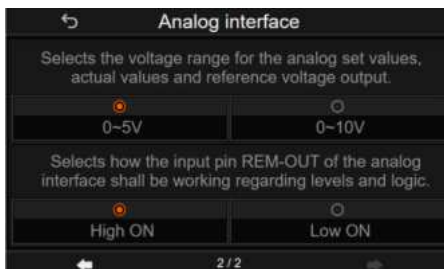 Analog interface
Selects the voltage range for the analog set values,
actual values and reference voltage output.
0~5V
0~10V
Selects how the input pin REM-OUT of the analog
interface shall be working regarding levels and logic.
High ON
Low ON
2/2